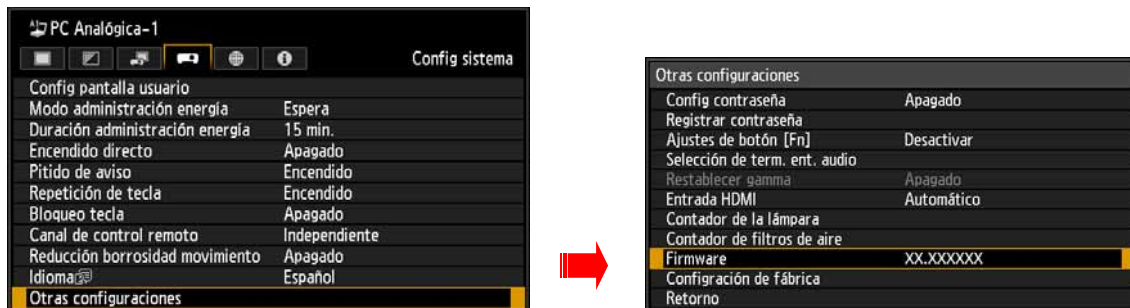 PC Analógica-1
Config sistema
Config pantalla usuario
Modo administración energía Espera
Duración administración energía 15 min.
Encendido directo Apagado
Pitido de aviso Encendido
Repetición de tecla Encendido
Bloqueo tecla Apagado
Canal de control remoto Independiente
Reducción borrosidad movimiento Apagado
Idioma Español
Otras configuraciones
Otras configuraciones
Config contraseña Apagado
Registrar contraseña
Ajustes de botón [Fn] Desactivar
Selección de term. ent. audio
Restablecer gamma Apagado
Entrada HDMI Automático
Contador de la lámpara
Contador de filtros de aire
Firmware XX.XXXXXX
Configración de fábrica
Retorno